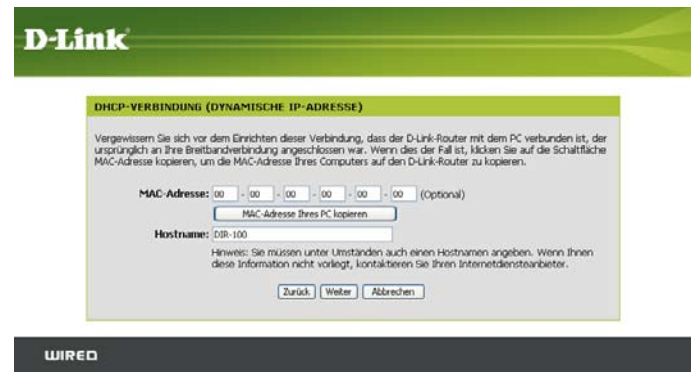 D-Link
DHCP-VERBINDUNG (DYNAMISCHE IP-ADRESSE)
Vergewissern Sie sich vor dem Einrichten dieser Verbindung, dass der D-Link-Router mit dem PC verbunden ist, der
ursprünglich an Ihre Breitbandverbindung angeschlossen war. Wenn dies der Fall ist, klicken Sie auf die Schaltfläche
MAC-Adresse kopieren, um die MAC-Adresse Ihres Computers auf den D-Link-Router zu kopieren.
MAC-Adresse: 00 - 00 - 00 - 00 - 00 - 00 (Optional)
MAC-Adresse Ihres PC kopieren
Hostname: DIR-100
Hinweis: Sie müssen unter Umständen auch einen Hostnamen angeben. Wenn Ihnen
diese Information nicht vorliegt, kontaktieren Sie Ihren Internetdiensteanbieter.
Zurück Weiter Abbrechen
WIRED